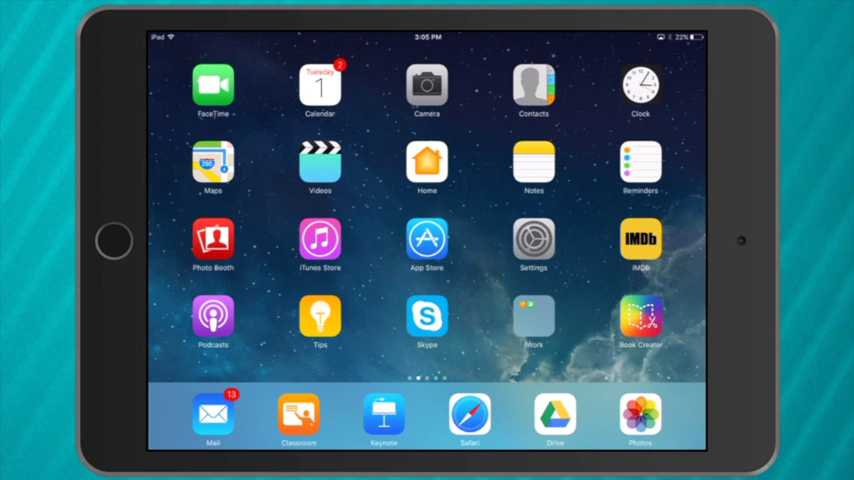 iPad 3:05 PM 22%
2
Tuesday
1
280
IMDb
FaceTime Calendar Camera Contacts Clock
Maps Videos Home Notes Reminders
Photo Booth iTunes Store App Store Settings IMDb
Podcasts Tips Skype iWork Book Creator
13
Mail Classroom Keynote Safari Drive Photos